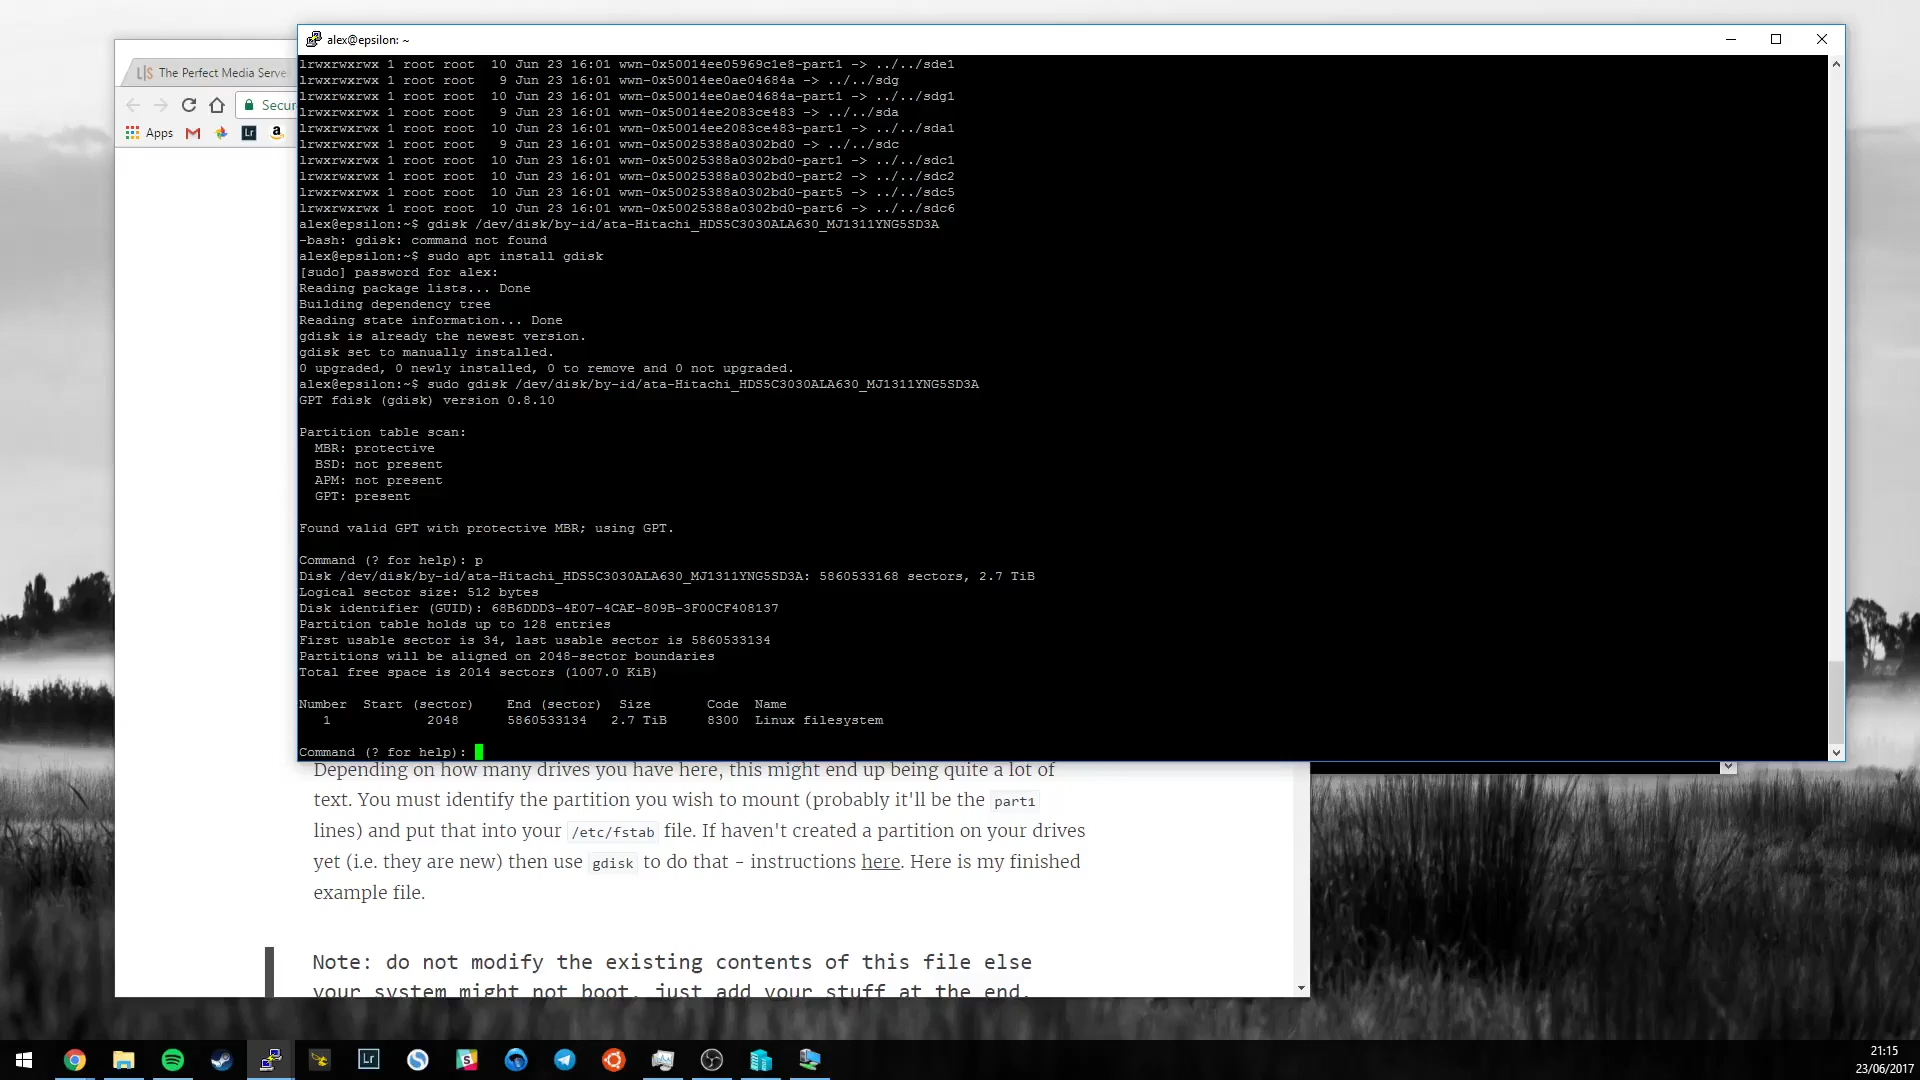 alex@epsilon: ~
lrwxrwxrwx 1 root root  10 Jun 23 16:01 wwn-0x50014ee05969c1e8-part1 -> ../../sde1
lrwxrwxrwx 1 root root   9 Jun 23 16:01 wwn-0x50014ee0ae04684a -> ../../sdg
lrwxrwxrwx 1 root root  10 Jun 23 16:01 wwn-0x50014ee0ae04684a-part1 -> ../../sdg1
lrwxrwxrwx 1 root root   9 Jun 23 16:01 wwn-0x50014ee2083ce483 -> ../../sda
lrwxrwxrwx 1 root root  10 Jun 23 16:01 wwn-0x50014ee2083ce483-part1 -> ../../sda1
lrwxrwxrwx 1 root root   9 Jun 23 16:01 wwn-0x50025388a0302bd0 -> ../../sdc
lrwxrwxrwx 1 root root  10 Jun 23 16:01 wwn-0x50025388a0302bd0-part1 -> ../../sdc1
lrwxrwxrwx 1 root root  10 Jun 23 16:01 wwn-0x50025388a0302bd0-part2 -> ../../sdc2
lrwxrwxrwx 1 root root  10 Jun 23 16:01 wwn-0x50025388a0302bd0-part5 -> ../../sdc5
lrwxrwxrwx 1 root root  10 Jun 23 16:01 wwn-0x50025388a0302bd0-part6 -> ../../sdc6
alex@epsilon:~$ gdisk /dev/disk/by-id/ata-Hitachi_HDS5C3030ALA630_MJ1311YNG5SD3A
-bash: gdisk: command not found
alex@epsilon:~$ sudo apt install gdisk
[sudo] password for alex:
Reading package lists... Done
Building dependency tree
Reading state information... Done
gdisk is already the newest version.
gdisk set to manually installed.
0 upgraded, 0 newly installed, 0 to remove and 0 not upgraded.
alex@epsilon:~$ sudo gdisk /dev/disk/by-id/ata-Hitachi_HDS5C3030ALA630_MJ1311YNG5SD3A
GPT fdisk (gdisk) version 0.8.10
Partition table scan:
MBR: protective
BSD: not present
APM: not present
GPT: present
Found valid GPT with protective MBR; using GPT.
Command (? for help): p
Disk /dev/disk/by-id/ata-Hitachi_HDS5C3030ALA630_MJ1311YNG5SD3A: 5860533168 sectors, 2.7 TiB
Logical sector size: 512 bytes
Disk identifier (GUID): 68B6DDD3-4E07-4CAE-809B-3F00CF408137
Partition table holds up to 128 entries
First usable sector is 34, last usable sector is 5860533134
Partitions will be aligned on 2048-sector boundaries
Total free space is 2014 sectors (1007.0 KiB)
Number  Start (sector)    End (sector)  Size       Code  Name
1            2048      5860533134   2.7 TiB     8300  Linux filesystem
Command (? for help):
L|S The Perfect Media Serve
Secur
Apps
Lr
Depending on how many drives you have here, this might end up being quite a lot of
text. You must identify the partition you wish to mount (probably it'll be the part1
lines) and put that into your /etc/fstab file. If haven't created a partition on your drives
yet (i.e. they are new) then use gdisk to do that - instructions here. Here is my finished
example file.
Note: do not modify the existing contents of this file else
your system might not boot, just add your stuff at the end.
Lr
21:15
23/06/2017